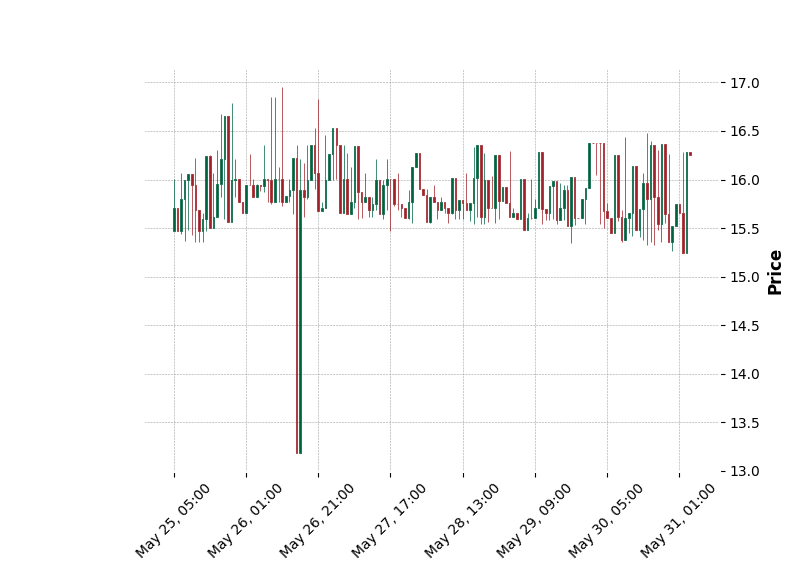 17.0
16.5
16.0
15.5
15.0
14.5
14.0
13.5
13.0
Price
May 25, 05:00
May 26, 01:00
May 26, 21:00
May 27, 17:00
May 28, 13:00
May 29, 09:00
May 30, 05:00
May 31, 01:00